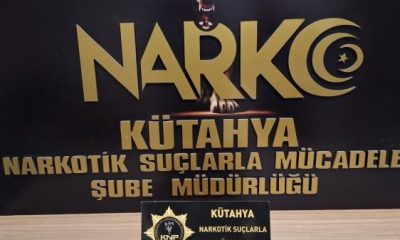 NARKO
KÜTAHYA
NARKOTİK SUÇLARLA MÜCADELE
ŞUBE MÜDÜRLÜĞÜ
KNP
KÜTAHYA
NARKOTİK SUÇLARLA